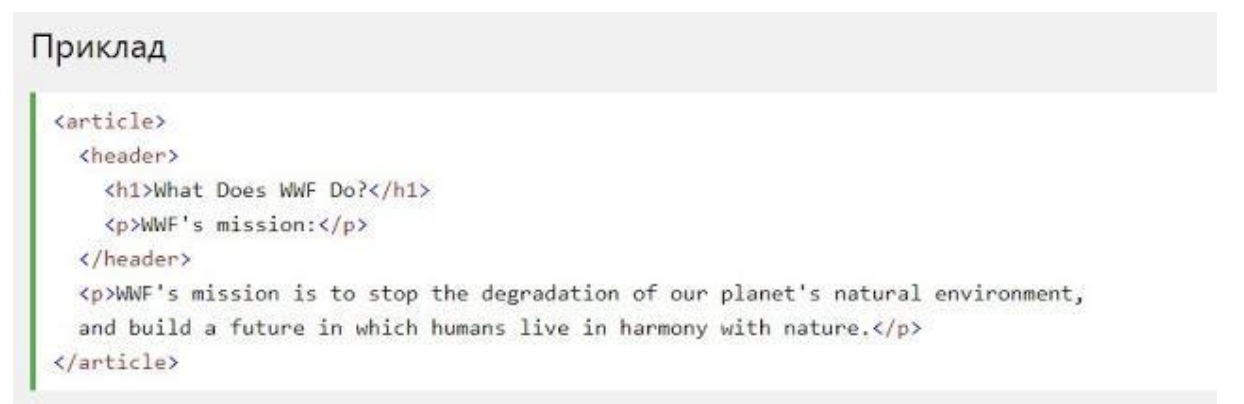 Приклад
<article>
<header>
<h1>What Does WWF Do?</h1>
<p>WWF's mission:</p>
</header>
<p>WWF's mission is to stop the degradation of our planet's natural environment,
and build a future in which humans live in harmony with nature.</p>
</article>